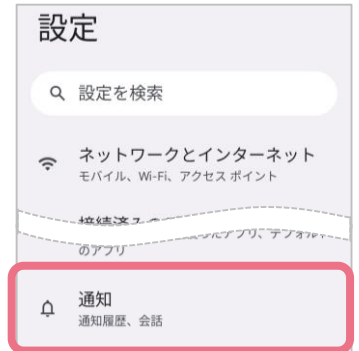 設定
設定を検索
ネットワークとインターネット
モバイル、Wi-Fi、アクセス ポイント
のアプリ
通知
通知履歴、会話